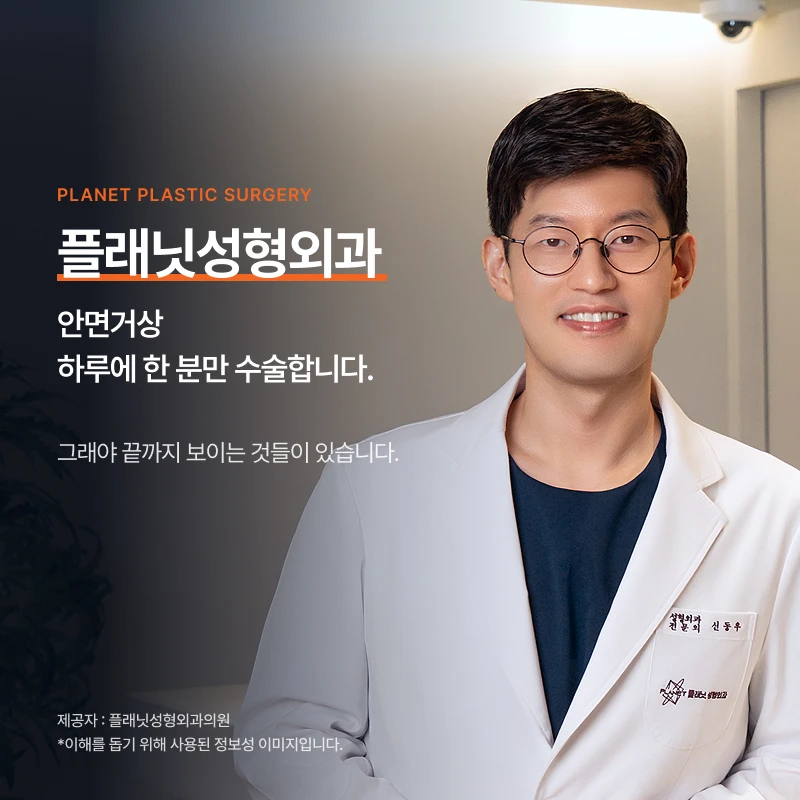 PLANET PLASTIC SURGERY
플래닛성형외과
안면거상
하루에 한 분만 수술합니다.
그래야 끝까지 보이는 것들이 있습니다.
성형외과
전문의 신동우
PLANET 플래닛 성형외과
제공자 : 플래닛성형외과의원
*이해를 돕기 위해 사용된 정보성 이미지입니다.